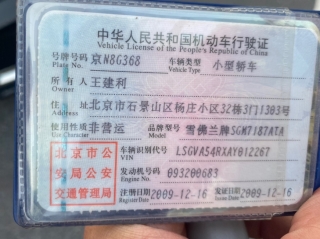 中华人民共和国机动车行驶证
Vehicle License of the People's Republic of China
号牌号码 京N8G368 车辆类型 小型轿车
Plate No. Vehicle Type
所有人 王建利
Owner
住址 北京市石景山区杨庄小区32栋3门1303号
Address
使用性质 非营运 品牌型号 雪佛兰牌SGM7187ATA
Use Character Model
北京市公 车辆识别代号 LSGVA54RXAY012267
VIN
安局公安 发动机号码 093200683
Engine No.
交通管理局 注册日期 2009-12-16 发证日期 2009-12-16
Register Date Issue Date